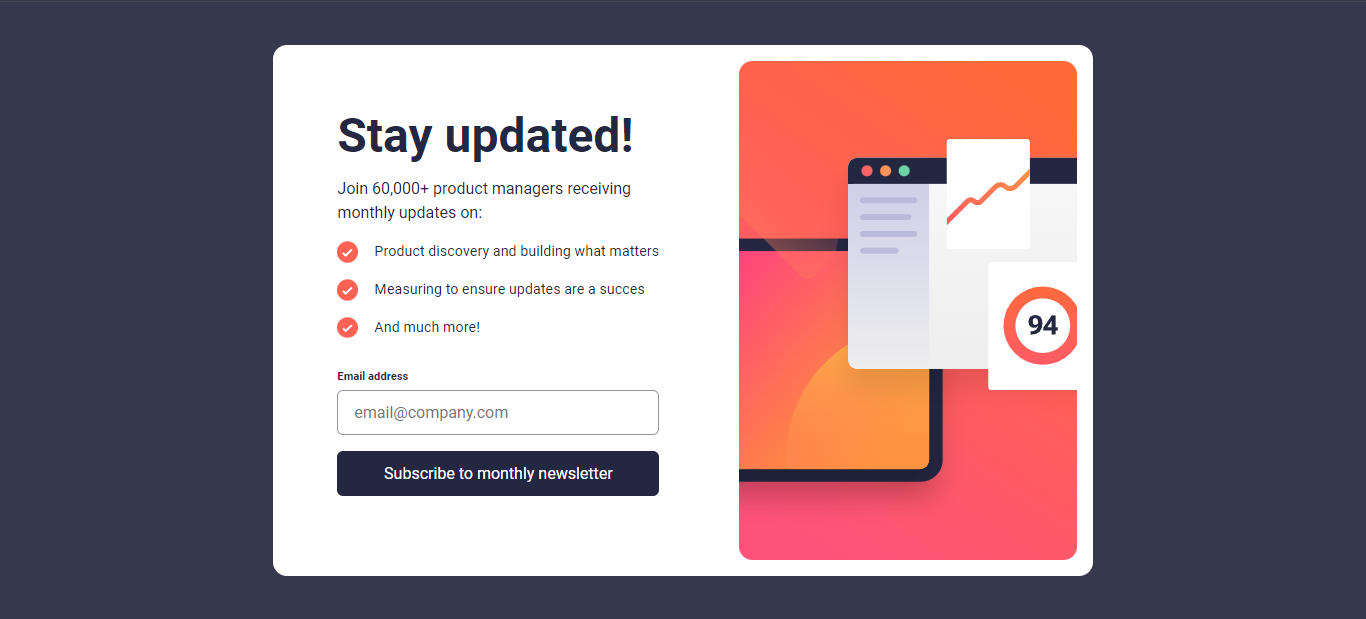 Stay updated!
Join 60,000+ product managers receiving
monthly updates on:
Product discovery and building what matters
Measuring to ensure updates are a succes
And much more!
Email address
email@company.com
Subscribe to monthly newsletter
94